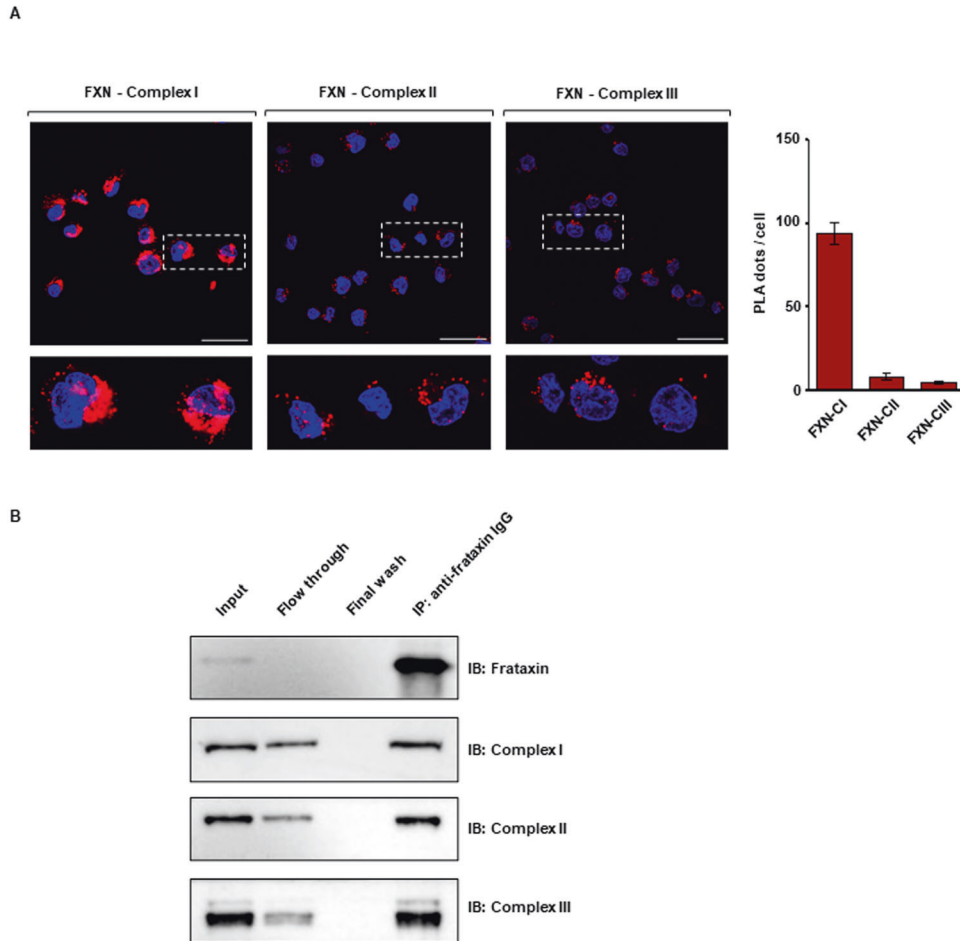 A
FXN - Complex I
FXN - Complex II
FXN - Complex III
150
100
50
0
PLA dots / cell
FXN-CI
FXN-CII
FXN-CIII
B
Input
Flow through
Final wash
IP: anti-frataxin IgG
IB: Frataxin
IB: Complex I
IB: Complex II
IB: Complex III